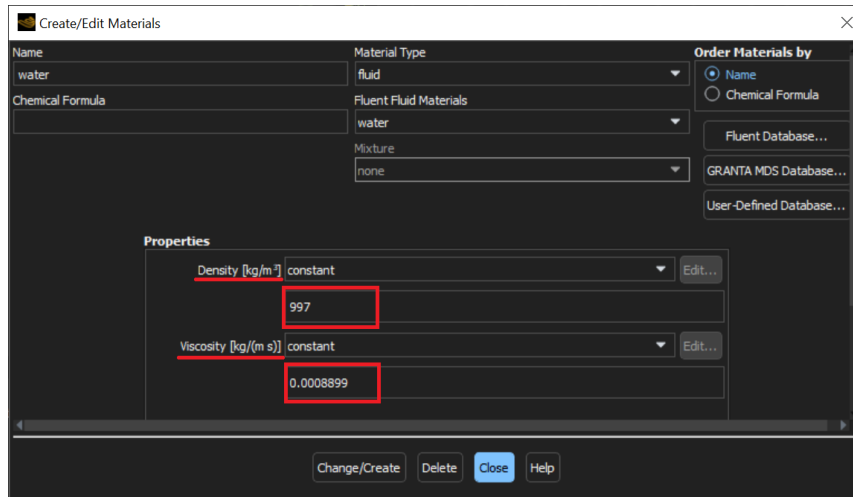 Create/Edit Materials
Name
water
Chemical Formula
Material Type
fluid
Fluent Fluid Materials
water
Mixture
none
Order Materials by
Name
Chemical Formula
Fluent Database...
GRANTA MDS Database...
User-Defined Database...
Properties
Density [kg/m³] constant Edit...
997
Viscosity [kg/(m s)] constant Edit...
0.0008899
Change/Create Delete Close Help